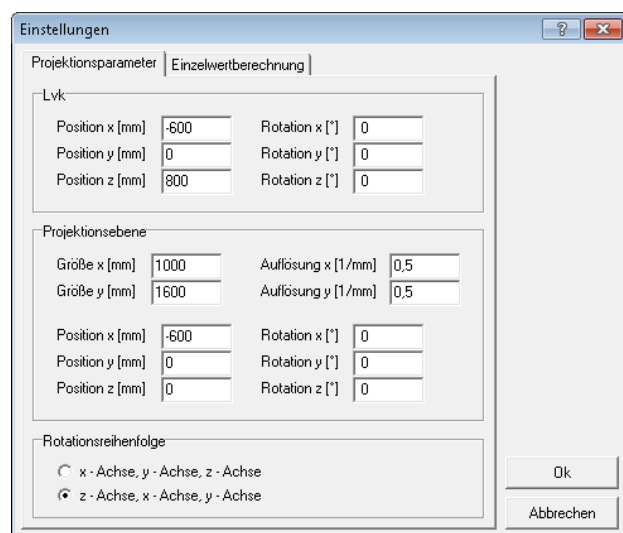 Einstellungen
Projektionsparameter Einzelwertberechnung
Lvk
Position x [mm] -600 Rotation x [°] 0
Position y [mm] 0 Rotation y [°] 0
Position z [mm] 800 Rotation z [°] 0
Projektionsebene
Größe x [mm] 1000 Auflösung x [1/mm] 0,5
Größe y [mm] 1600 Auflösung y [1/mm] 0,5
Position x [mm] -600 Rotation x [°] 0
Position y [mm] 0 Rotation y [°] 0
Position z [mm] 0 Rotation z [°] 0
Rotationsreihenfolge
x - Achse, y - Achse, z - Achse
z - Achse, x - Achse, y - Achse
Ok
Abbrechen